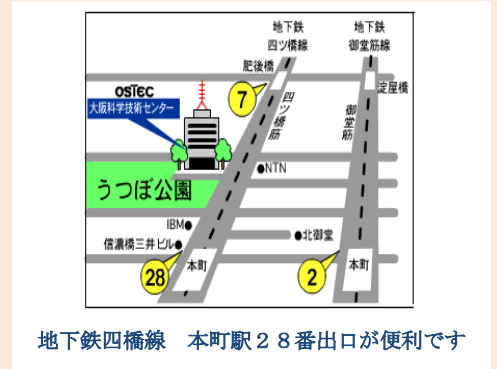 地下鉄
四ツ橋線
地下鉄
御堂筋線
肥後橋
淀屋橋
OSTEC
大阪科学技術センター
7
四ツ橋筋
御堂筋
NTN
うつぼ公園
IBM
北御堂
信濃橋三井ビル
28
本町
2
本町
地下鉄四橋線　本町駅２８番出口が便利です